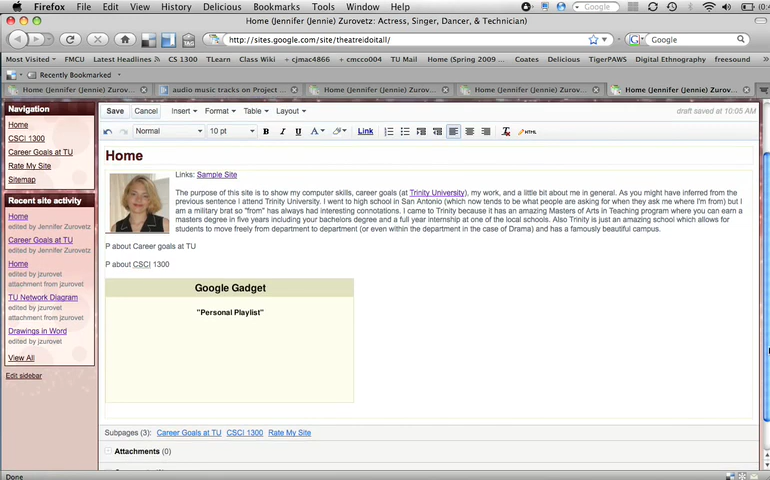 Firefox File Edit View History Delicious Bookmarks Tools Window Help
Home (Jennifer (Jennie) Zurovetz: Actress, Singer, Dancer, & Technician)
http://sites.google.com/site/theatreidoitall/
Google
Most Visited Latest Headlines CS 1300 TLearn Class Wiki cjmac4866 cmcco004 TU Mail Home (Spring 2009 ... Coates Delicious TigerPAWS Digital Ethnography freesound
Recently Bookmarked
Home (Jennifer (Jennie) Zurov... audio music tracks on Project ... Home (Jennifer (Jennie) Zurov... Home (Jennifer (Jennie) Zurov... Home (Jennifer (Jennie) Zurov...
Navigation
Home
CSCI 1300
Career Goals at TU
Rate My Site
Sitemap
Recent site activity
Home
edited by Jennifer Zurovetz
Career Goals at TU
edited by Jennifer Zurovetz
Home
edited by jzurovet
attachment from jzurovet
TU Network Diagram
edited by jzurovet
attachment from jzurovet
Drawings in Word
edited by jzurovet
View All
Edit sidebar
Save Cancel Insert Format Table Layout draft saved at 10:05 AM
Normal 10 pt B I U A Link HTML
Home
Links: Sample Site
The purpose of this site is to show my computer skills, career goals (at Trinity University), my work, and a little bit about me in general. As you might have inferred from the
previous sentence I attend Trinity University. I went to high school in San Antonio (which now tends to be what people are asking for when they ask me where I'm from) but I
am a military brat so "from" has always had interesting connotations. I came to Trinity because it has an amazing Masters of Arts in Teaching program where you can earn a
masters degree in five years including your bachelors degree and a full year internship at one of the local schools. Also Trinity is just an amazing school which allows for
students to move freely from department to department (or even within the department in the case of Drama) and has a famously beautiful campus.
P about Career goals at TU
P about CSCI 1300
Google Gadget
"Personal Playlist"
Subpages (3): Career Goals at TU CSCI 1300 Rate My Site
Attachments (0)
Done